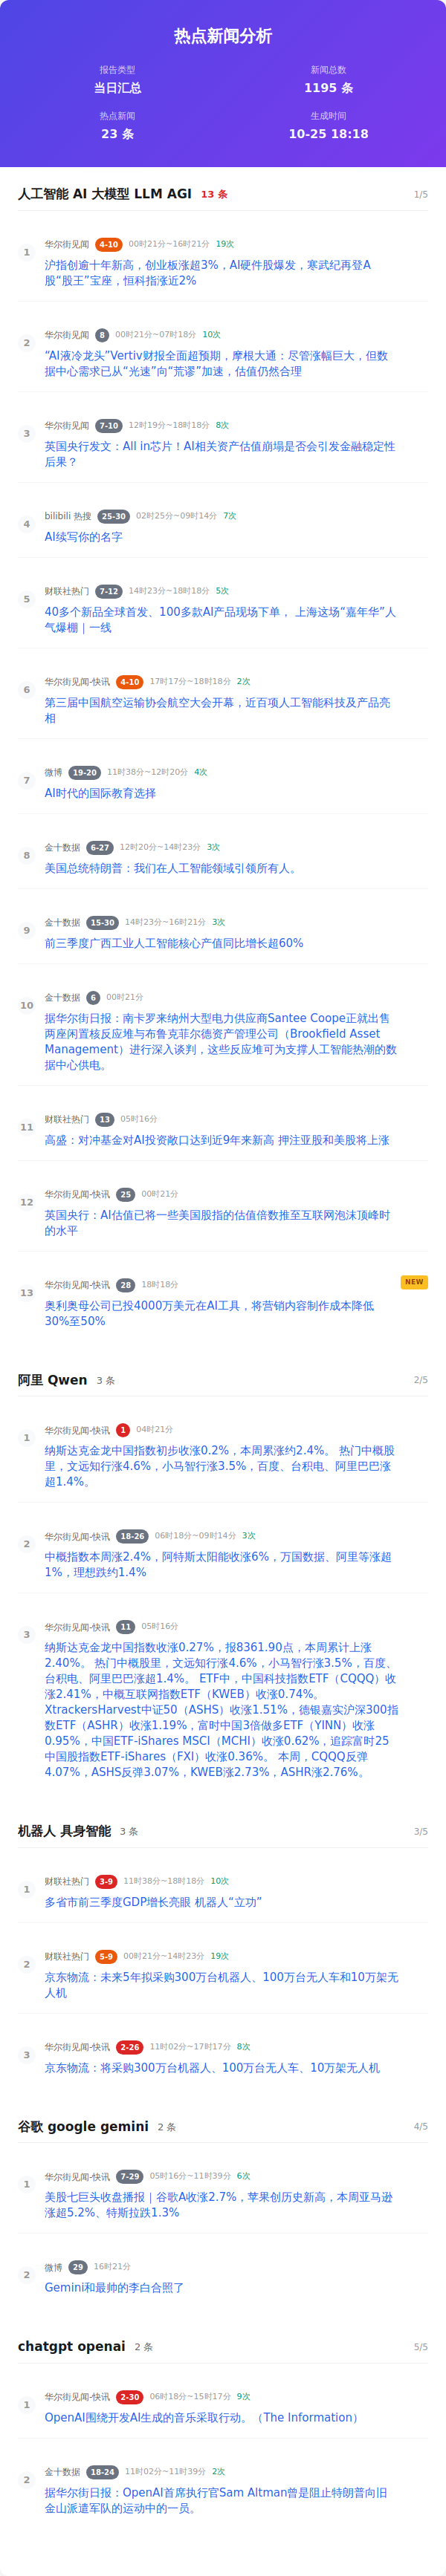 热点新闻分析
报告类型
当日汇总
新闻总数
1195 条
热点新闻
23 条
生成时间
10-25 18:18
人工智能 AI 大模型 LLM AGI 13 条 1/5
1
华尔街见闻 4-10 00时21分~16时21分 19次
沪指创逾十年新高，创业板涨超3%，AI硬件股爆发，寒武纪再登A
股“股王”宝座，恒科指涨近2%
2
华尔街见闻 8 00时21分~07时18分 10次
“AI液冷龙头”Vertiv财报全面超预期，摩根大通：尽管涨幅巨大，但数
据中心需求已从“光速”向“荒谬”加速，估值仍然合理
3
华尔街见闻 7-10 12时19分~18时18分 8次
英国央行发文：All in芯片！AI相关资产估值崩塌是否会引发金融稳定性
后果？
4
bilibili 热搜 25-30 02时25分~09时14分 7次
AI续写你的名字
5
财联社热门 7-12 14时23分~18时18分 5次
40多个新品全球首发、100多款AI产品现场下单， 上海这场“嘉年华”人
气爆棚｜一线
6
华尔街见闻-快讯 4-10 17时17分~18时18分 2次
第三届中国航空运输协会航空大会开幕，近百项人工智能科技及产品亮
相
7
微博 19-20 11时38分~12时20分 4次
AI时代的国际教育选择
8
金十数据 6-27 12时20分~14时23分 3次
美国总统特朗普：我们在人工智能领域引领所有人。
9
金十数据 15-30 14时23分~16时21分 3次
前三季度广西工业人工智能核心产值同比增长超60%
10
金十数据 6 00时21分
据华尔街日报：南卡罗来纳州大型电力供应商Santee Coope正就出售
两座闲置核反应堆与布鲁克菲尔德资产管理公司（Brookfield Asset
Management）进行深入谈判，这些反应堆可为支撑人工智能热潮的数
据中心供电。
11
财联社热门 13 05时16分
高盛：对冲基金对AI投资敞口达到近9年来新高 押注亚股和美股将上涨
12
华尔街见闻-快讯 25 00时21分
英国央行：AI估值已将一些美国股指的估值倍数推至互联网泡沫顶峰时
的水平
13
华尔街见闻-快讯 28 18时18分 NEW
奥利奥母公司已投4000万美元在AI工具，将营销内容制作成本降低
30%至50%
阿里 Qwen 3 条 2/5
1
华尔街见闻-快讯 1 04时21分
纳斯达克金龙中国指数初步收涨0.2%，本周累涨约2.4%。 热门中概股
里，文远知行涨4.6%，小马智行涨3.5%，百度、台积电、阿里巴巴涨
超1.4%。
2
华尔街见闻-快讯 18-26 06时18分~09时14分 3次
中概指数本周涨2.4%，阿特斯太阳能收涨6%，万国数据、阿里等涨超
1%，理想跌约1.4%
3
华尔街见闻-快讯 11 05时16分
纳斯达克金龙中国指数收涨0.27%，报8361.90点，本周累计上涨
2.40%。 热门中概股里，文远知行涨4.6%，小马智行涨3.5%，百度、
台积电、阿里巴巴涨超1.4%。 ETF中，中国科技指数ETF（CQQQ）收
涨2.41%，中概互联网指数ETF（KWEB）收涨0.74%。
XtrackersHarvest中证50（ASHS）收涨1.51%，德银嘉实沪深300指
数ETF（ASHR）收涨1.19%，富时中国3倍做多ETF（YINN）收涨
0.95%，中国ETF-iShares MSCI（MCHI）收涨0.62%，追踪富时25
中国股指数ETF-iShares（FXI）收涨0.36%。 本周，CQQQ反弹
4.07%，ASHS反弹3.07%，KWEB涨2.73%，ASHR涨2.76%。
机器人 具身智能 3 条 3/5
1
财联社热门 3-9 11时38分~18时18分 10次
多省市前三季度GDP增长亮眼 机器人“立功”
2
财联社热门 5-9 00时21分~14时23分 19次
京东物流：未来5年拟采购300万台机器人、100万台无人车和10万架无
人机
3
华尔街见闻-快讯 2-26 11时02分~17时17分 8次
京东物流：将采购300万台机器人、100万台无人车、10万架无人机
谷歌 google gemini 2 条 4/5
1
华尔街见闻-快讯 7-29 05时16分~11时39分 6次
美股七巨头收盘播报｜谷歌A收涨2.7%，苹果创历史新高，本周亚马逊
涨超5.2%、特斯拉跌1.3%
2
微博 29 16时21分
Gemini和最帅的李白合照了
chatgpt openai 2 条 5/5
1
华尔街见闻-快讯 2-30 06时18分~15时17分 9次
OpenAI围绕开发AI生成的音乐采取行动。（The Information）
2
金十数据 18-24 11时02分~11时39分 2次
据华尔街日报：OpenAI首席执行官Sam Altman曾是阻止特朗普向旧
金山派遣军队的运动中的一员。